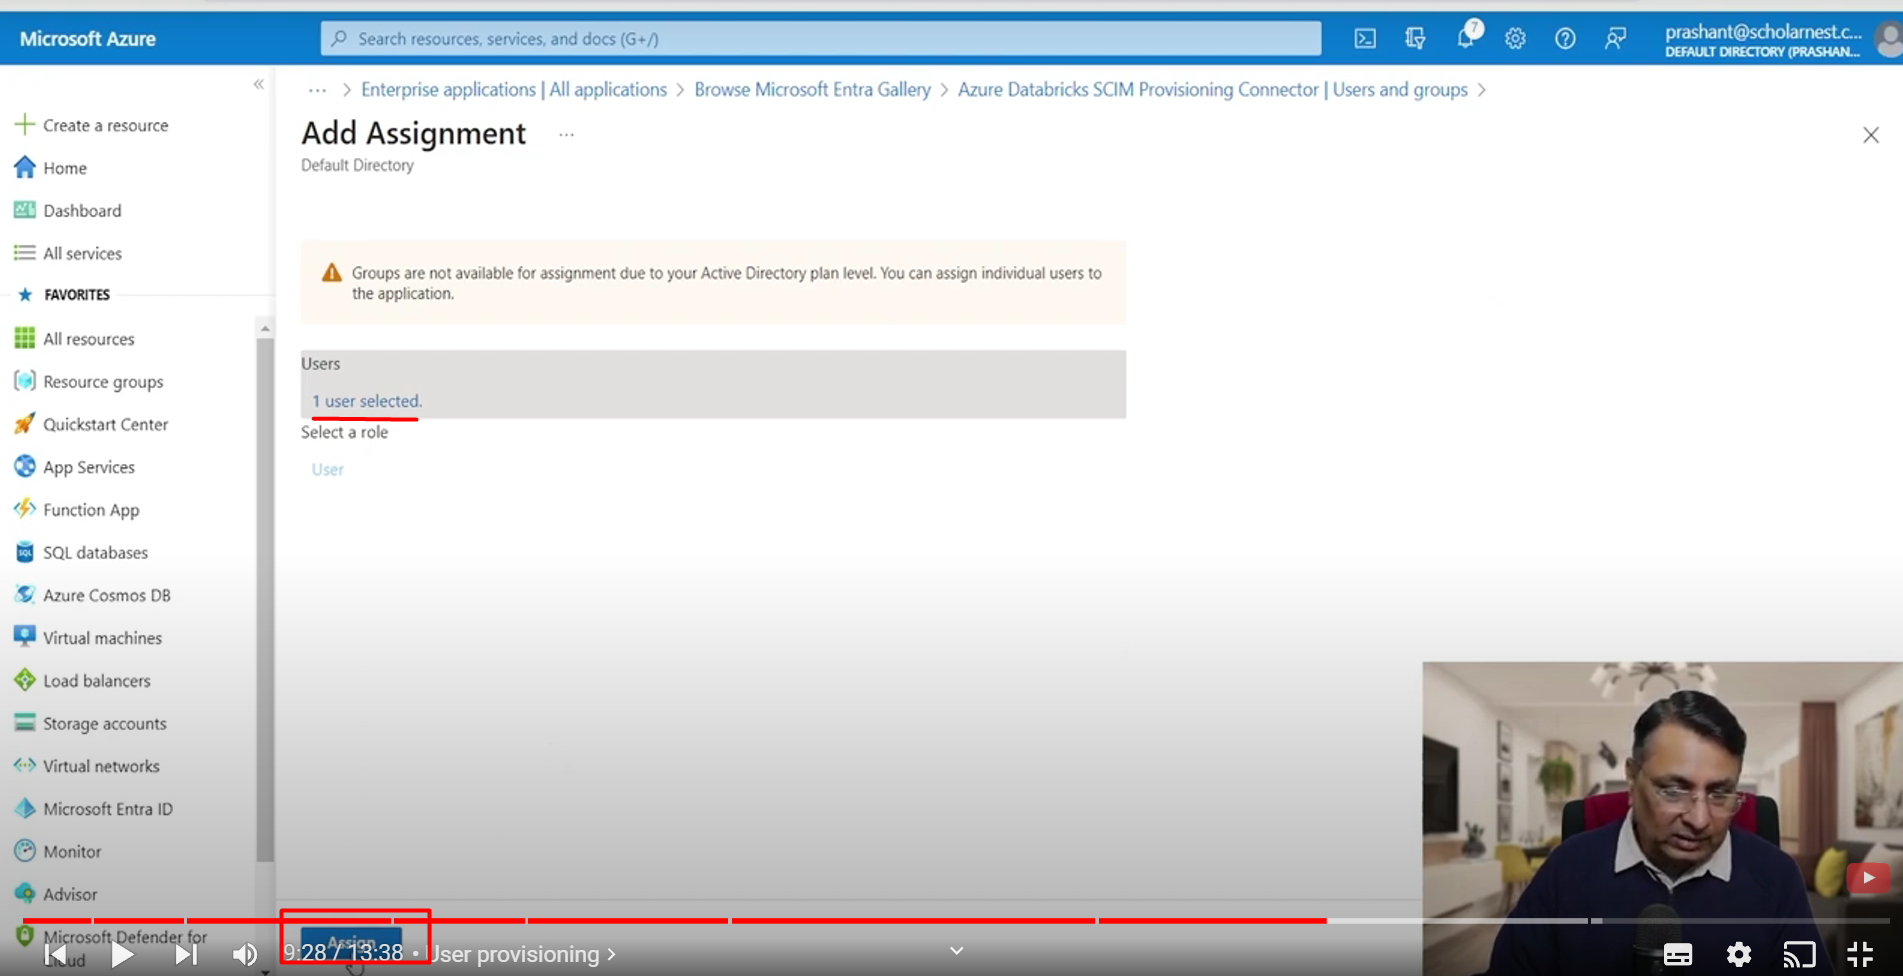 Microsoft Azure
Search resources, services, and docs (G+/)
7
prashant@scholarnest.c...
DEFAULT DIRECTORY (PRASHAN...
«
Create a resource
Home
Dashboard
All services
FAVORITES
All resources
Resource groups
Quickstart Center
App Services
Function App
SQL databases
Azure Cosmos DB
Virtual machines
Load balancers
Storage accounts
Virtual networks
Microsoft Entra ID
Monitor
Advisor
Microsoft Defender for
Cloud
... > Enterprise applications | All applications > Browse Microsoft Entra Gallery > Azure Databricks SCIM Provisioning Connector | Users and groups >
Add Assignment ...
Default Directory
Groups are not available for assignment due to your Active Directory plan level. You can assign individual users to
the application.
Users
1 user selected.
Select a role
User
Assign
9:28 / 13:38 • User provisioning >